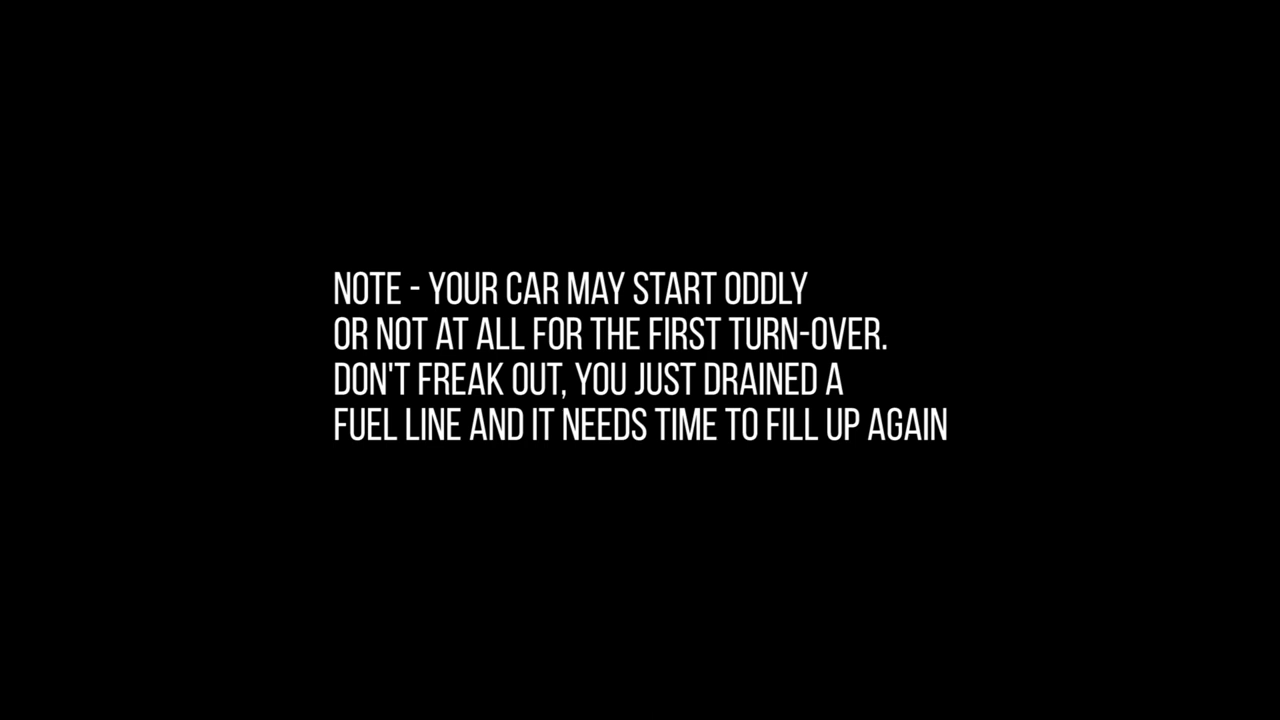 NOTE - YOUR CAR MAY START ODDLY
OR NOT AT ALL FOR THE FIRST TURN-OVER.
DON'T FREAK OUT, YOU JUST DRAINED A
FUEL LINE AND IT NEEDS TIME TO FILL UP AGAIN